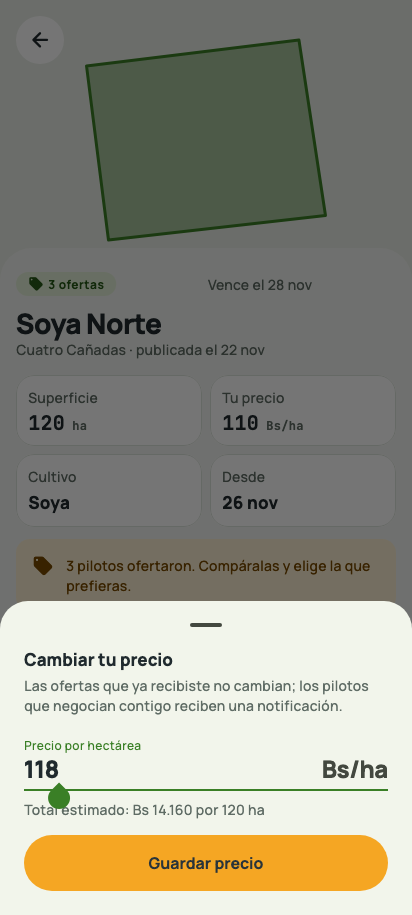 3 ofertas
Vence el 28 nov
Soya Norte
Cuatro Cañadas · publicada el 22 nov
Superficie
120 ha
Tu precio
110 Bs/ha
Cultivo
Soya
Desde
26 nov
3 pilotos ofertaron. Compáralas y elige la que
prefieras.
Cambiar tu precio
Las ofertas que ya recibiste no cambian; los pilotos
que negocian contigo reciben una notificación.
Precio por hectárea
118 Bs/ha
Total estimado: Bs 14.160 por 120 ha
Guardar precio